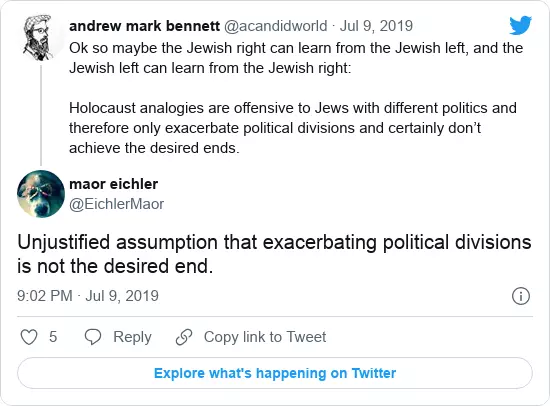 andrew mark bennett @acandidworld · Jul 9, 2019
Ok so maybe the Jewish right can learn from the Jewish left, and the
Jewish left can learn from the Jewish right:
Holocaust analogies are offensive to Jews with different politics and
therefore only exacerbate political divisions and certainly don’t
achieve the desired ends.
maor eichler
@EichlerMaor
Unjustified assumption that exacerbating political divisions
is not the desired end.
9:02 PM · Jul 9, 2019
5 Reply Copy link to Tweet
Explore what's happening on Twitter